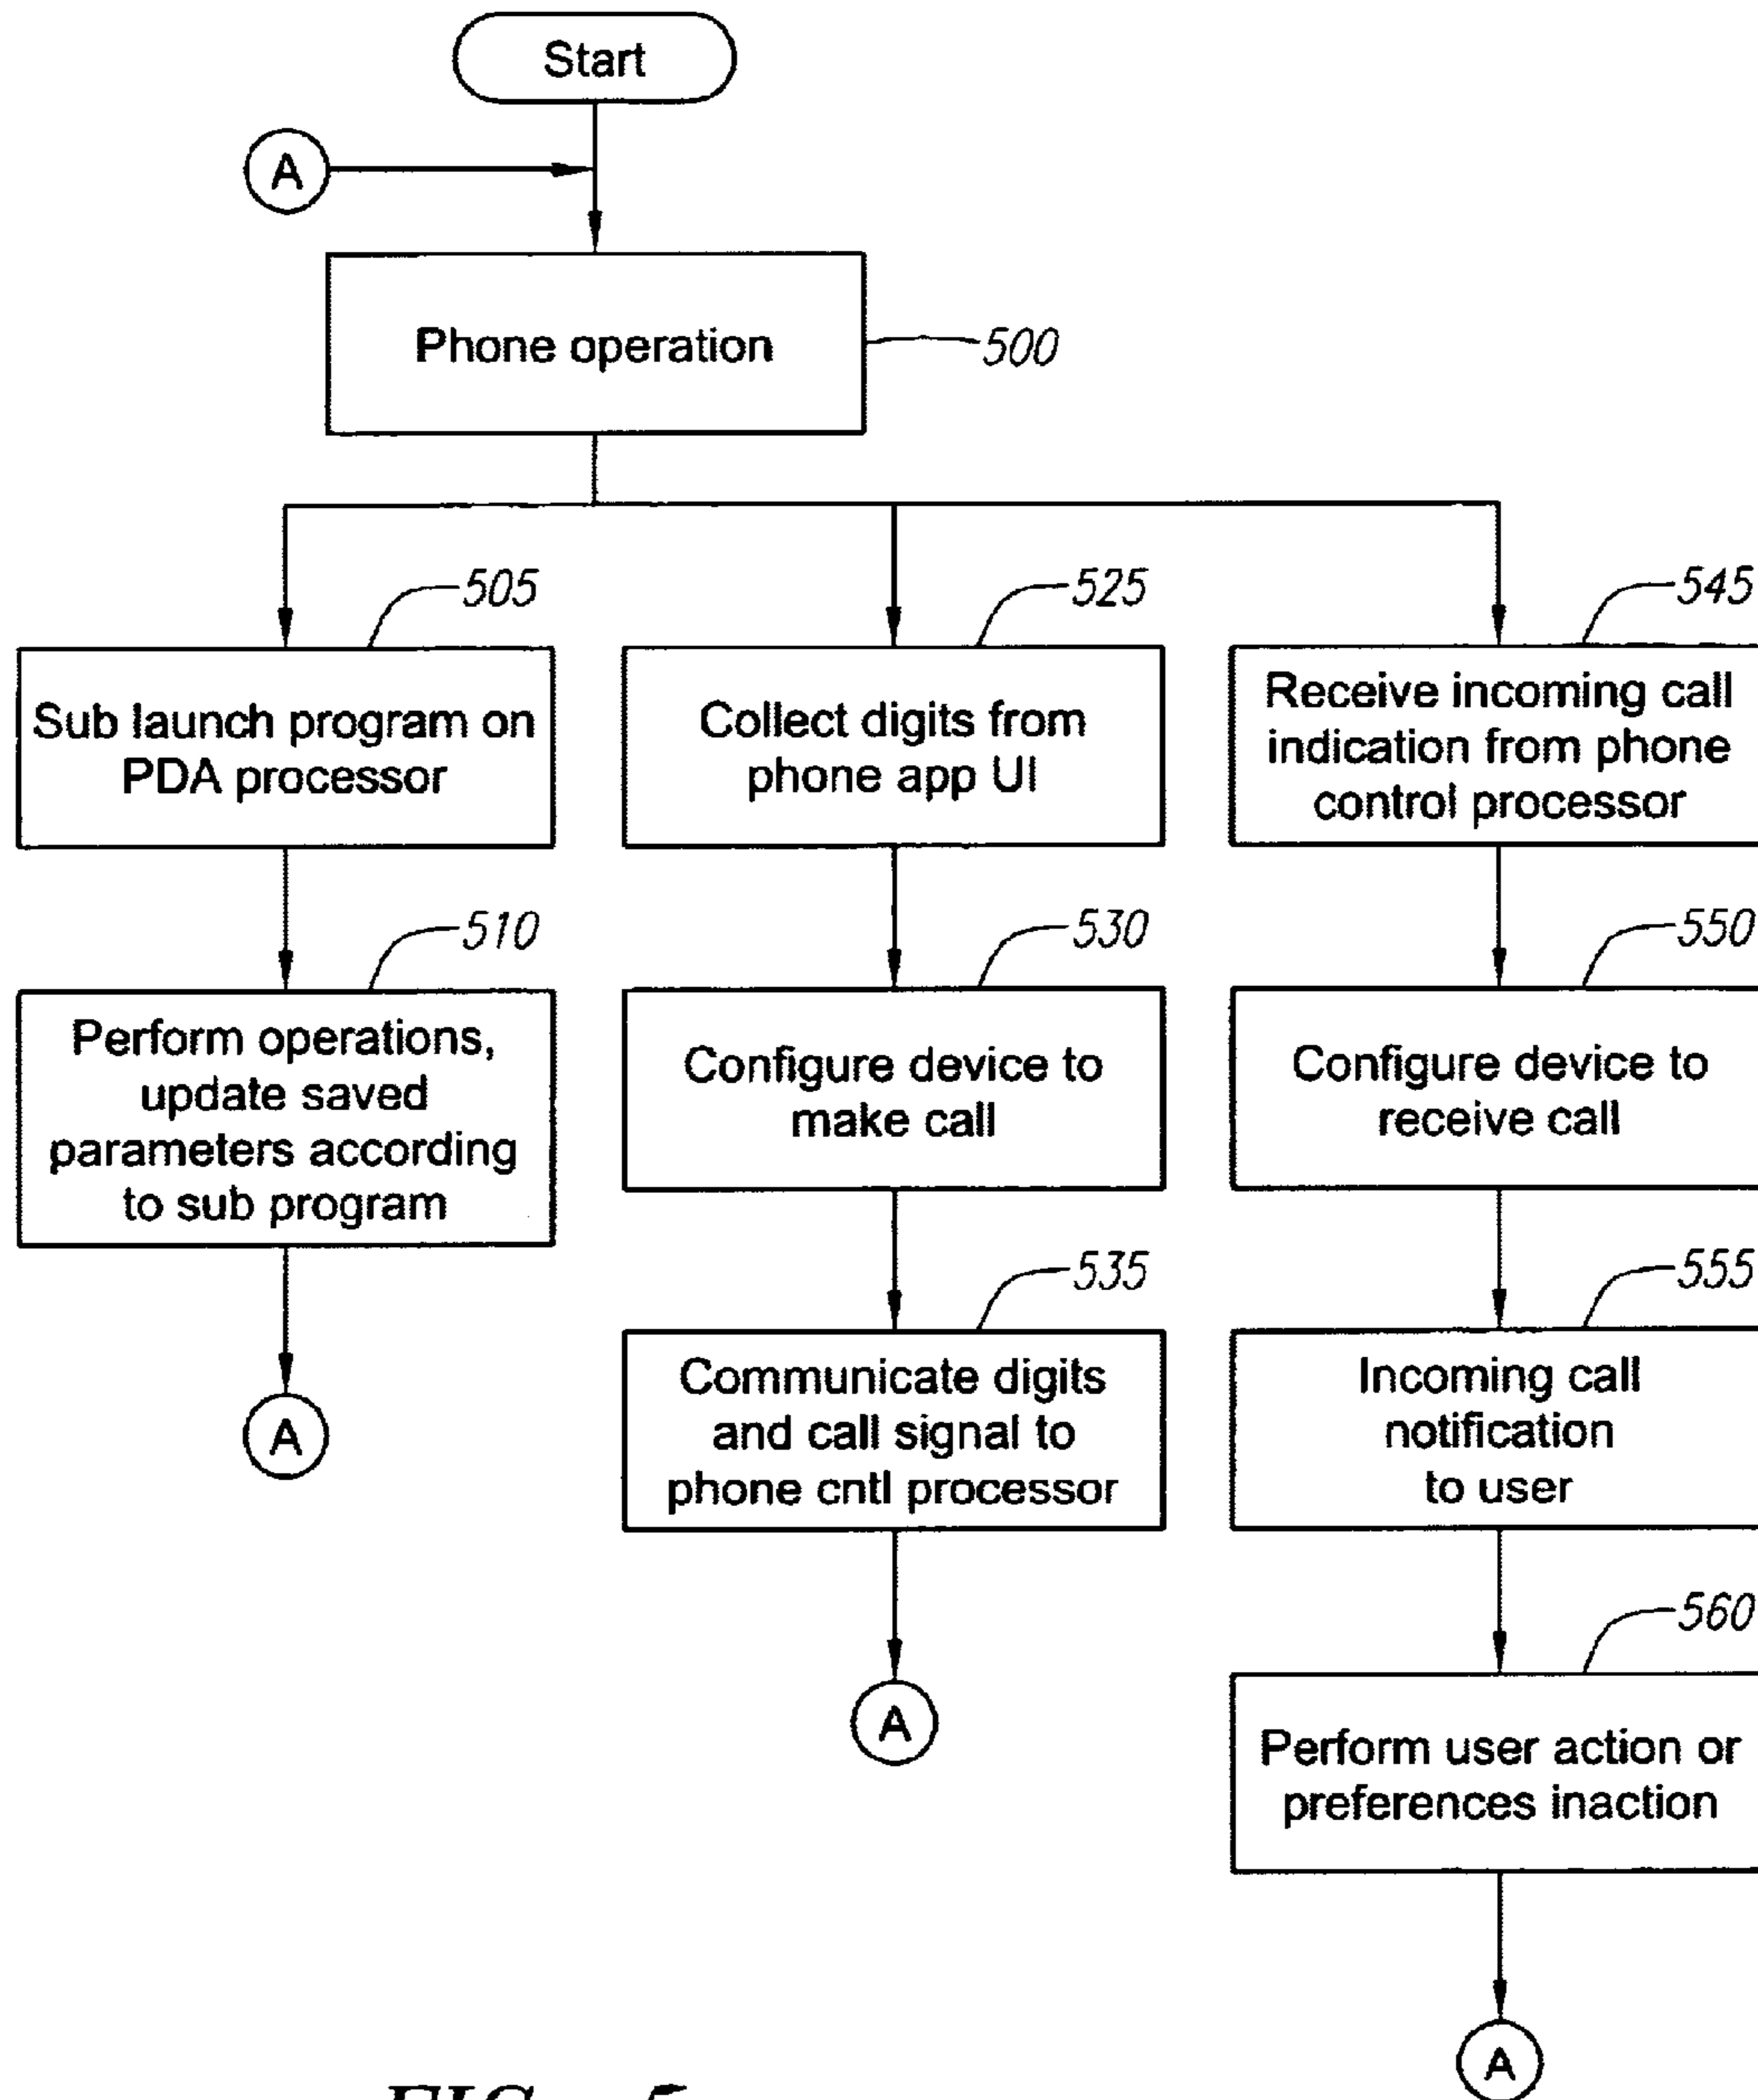 Start
A
Phone operation
500
505
Sub launch program on
PDA processor
510
Perform operations,
update saved
parameters according
to sub program
A
525
Collect digits from
phone app UI
530
Configure device to
make call
535
Communicate digits
and call signal to
phone cntl processor
A
545
Receive incoming call
indication from phone
control processor
550
Configure device to
receive call
555
Incoming call
notification
to user
560
Perform user action or
preferences inaction
A
FIG. 5